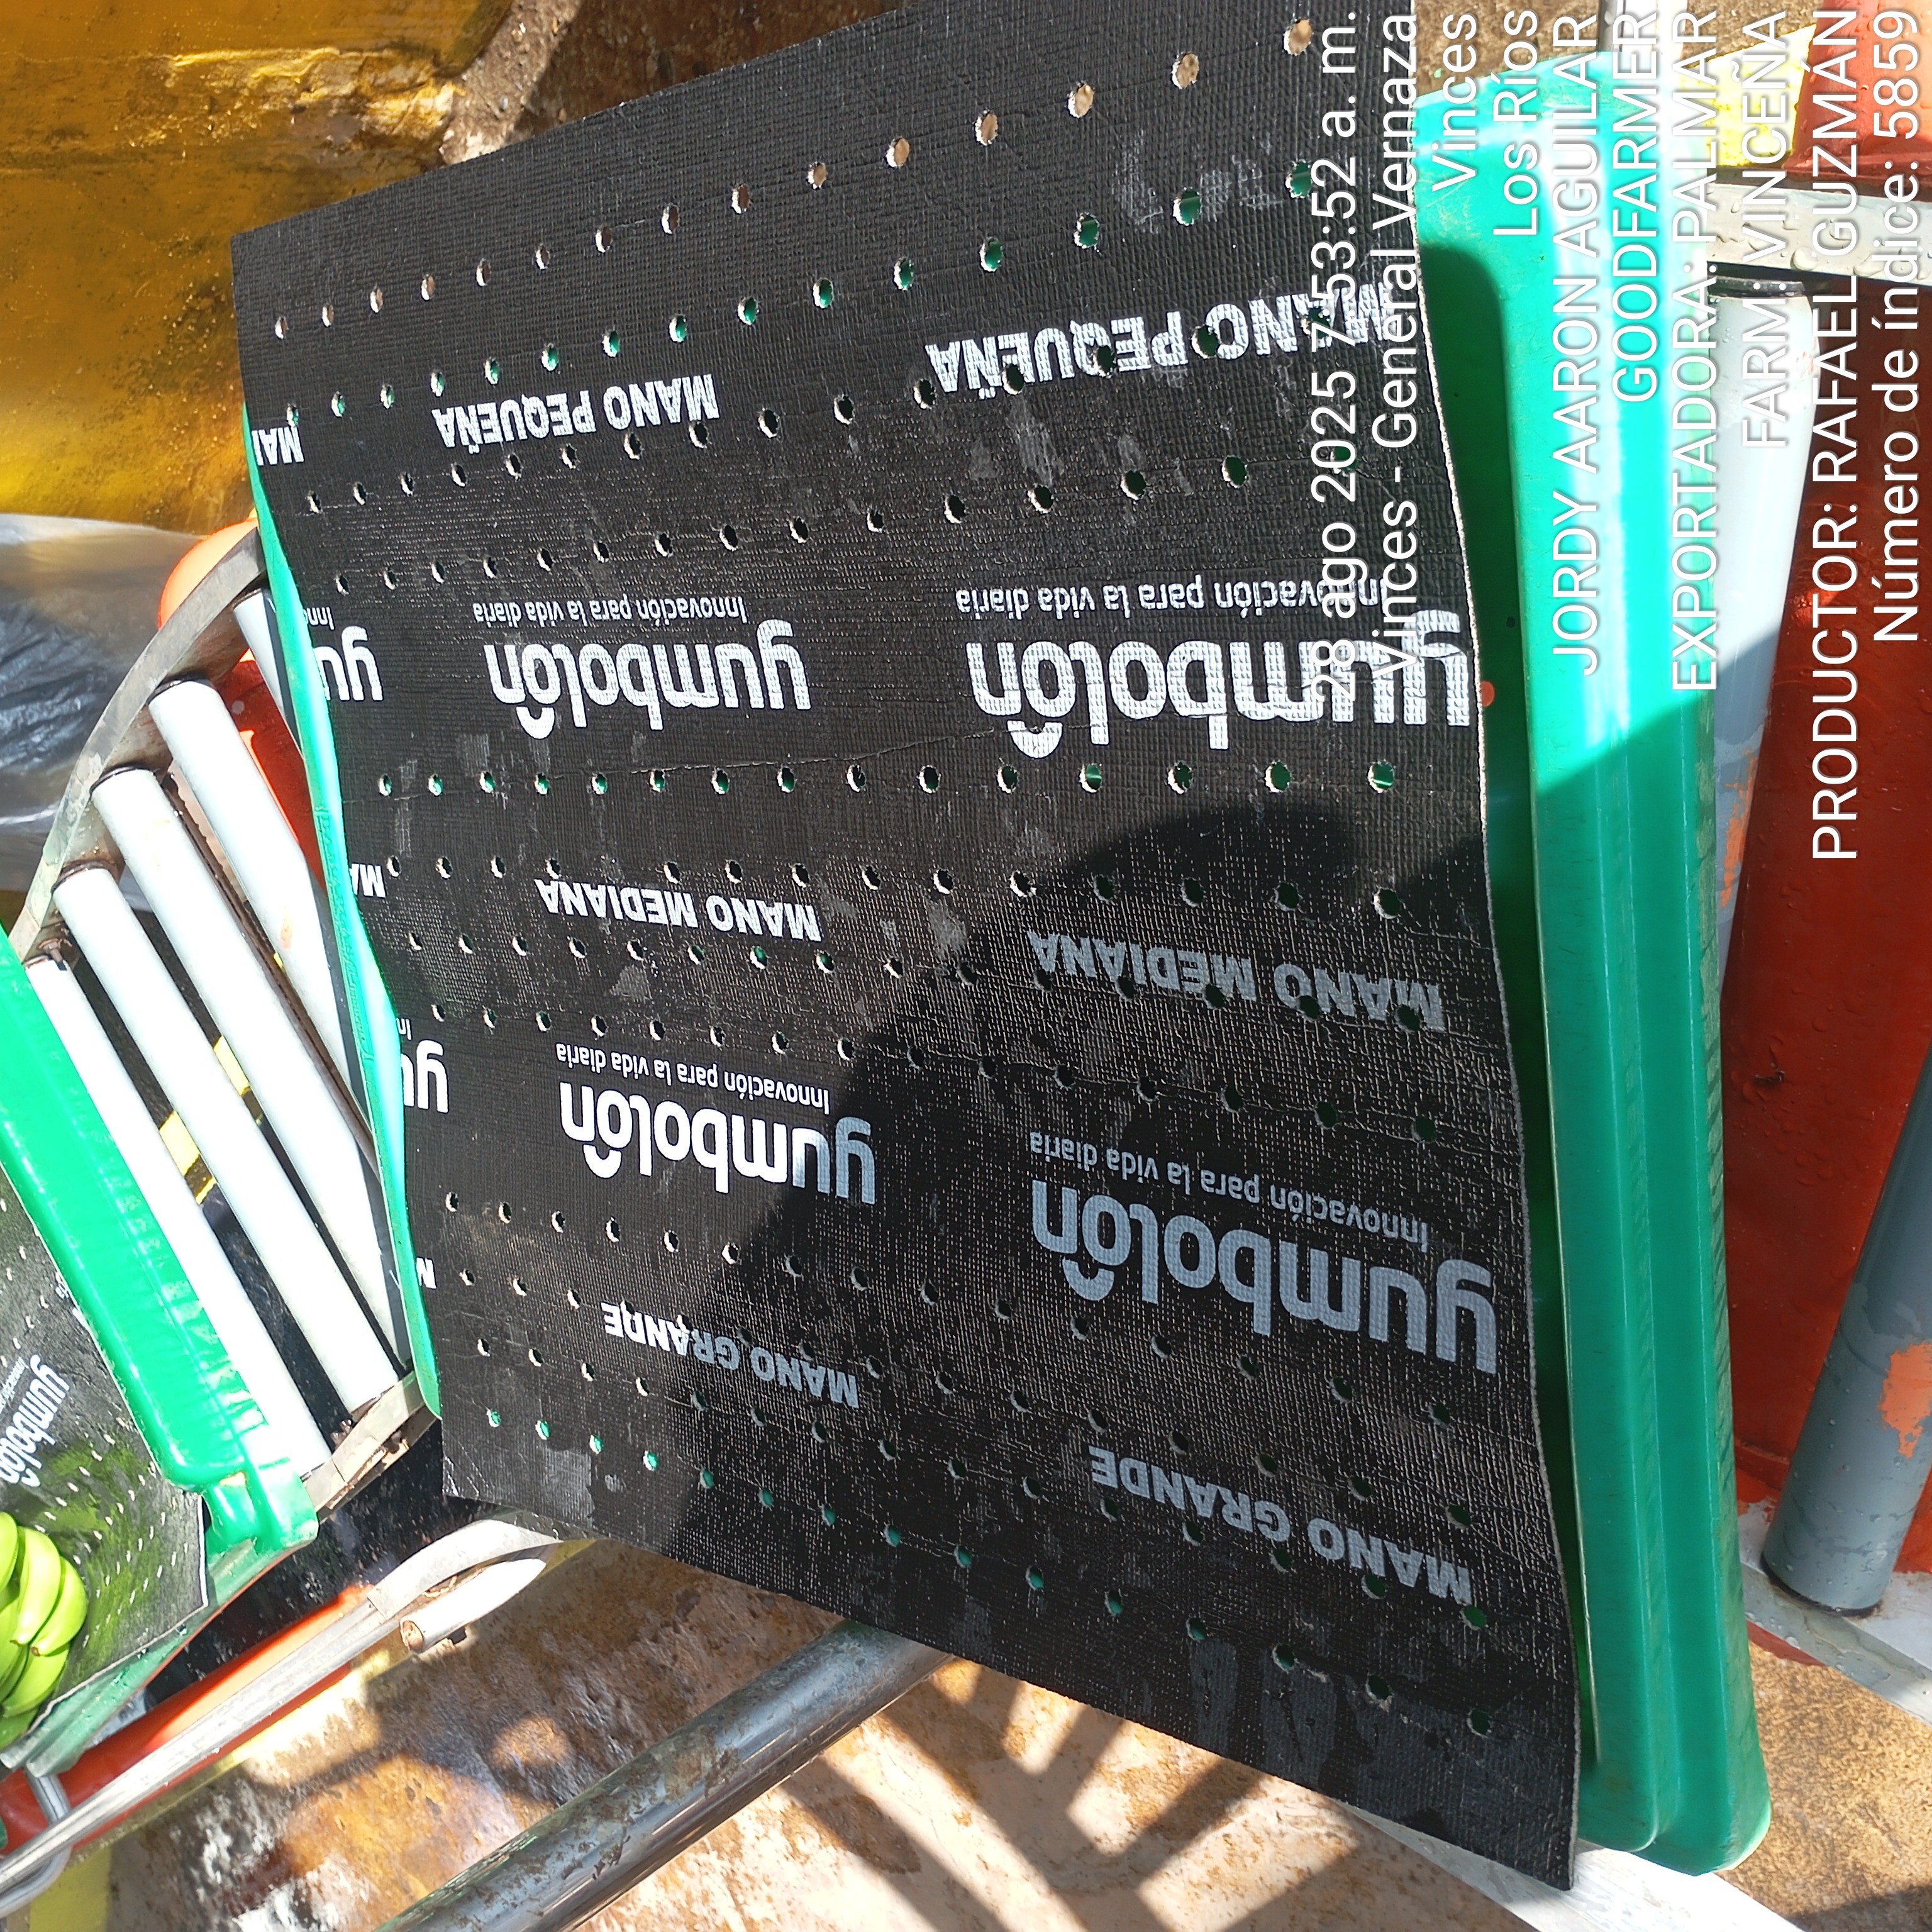 yumbolón
MANO GRANDE
yumbolón
Innovación para la vida diaria
MANO MEDIANA
yumbolón
Innovación para la vida diaria
MANO PEQUEÑA
MANO GRANDE
yumbolón
Innovación para la vida diaria
MANO MEDIANA
yumbolón
Innovación para la vida diaria
MANO PEQUEÑA
28 ago 2025 7:53:52 a. m.
Vinces - General Vernaza
Vinces
Los Ríos
JORDY AARON AGUILAR
GOODFARMER
EXPORTADORA: PALMAR
FARM: VINCEÑA
PRODUCTOR: RAFAEL GUZMÁN
Número de índice: 5859